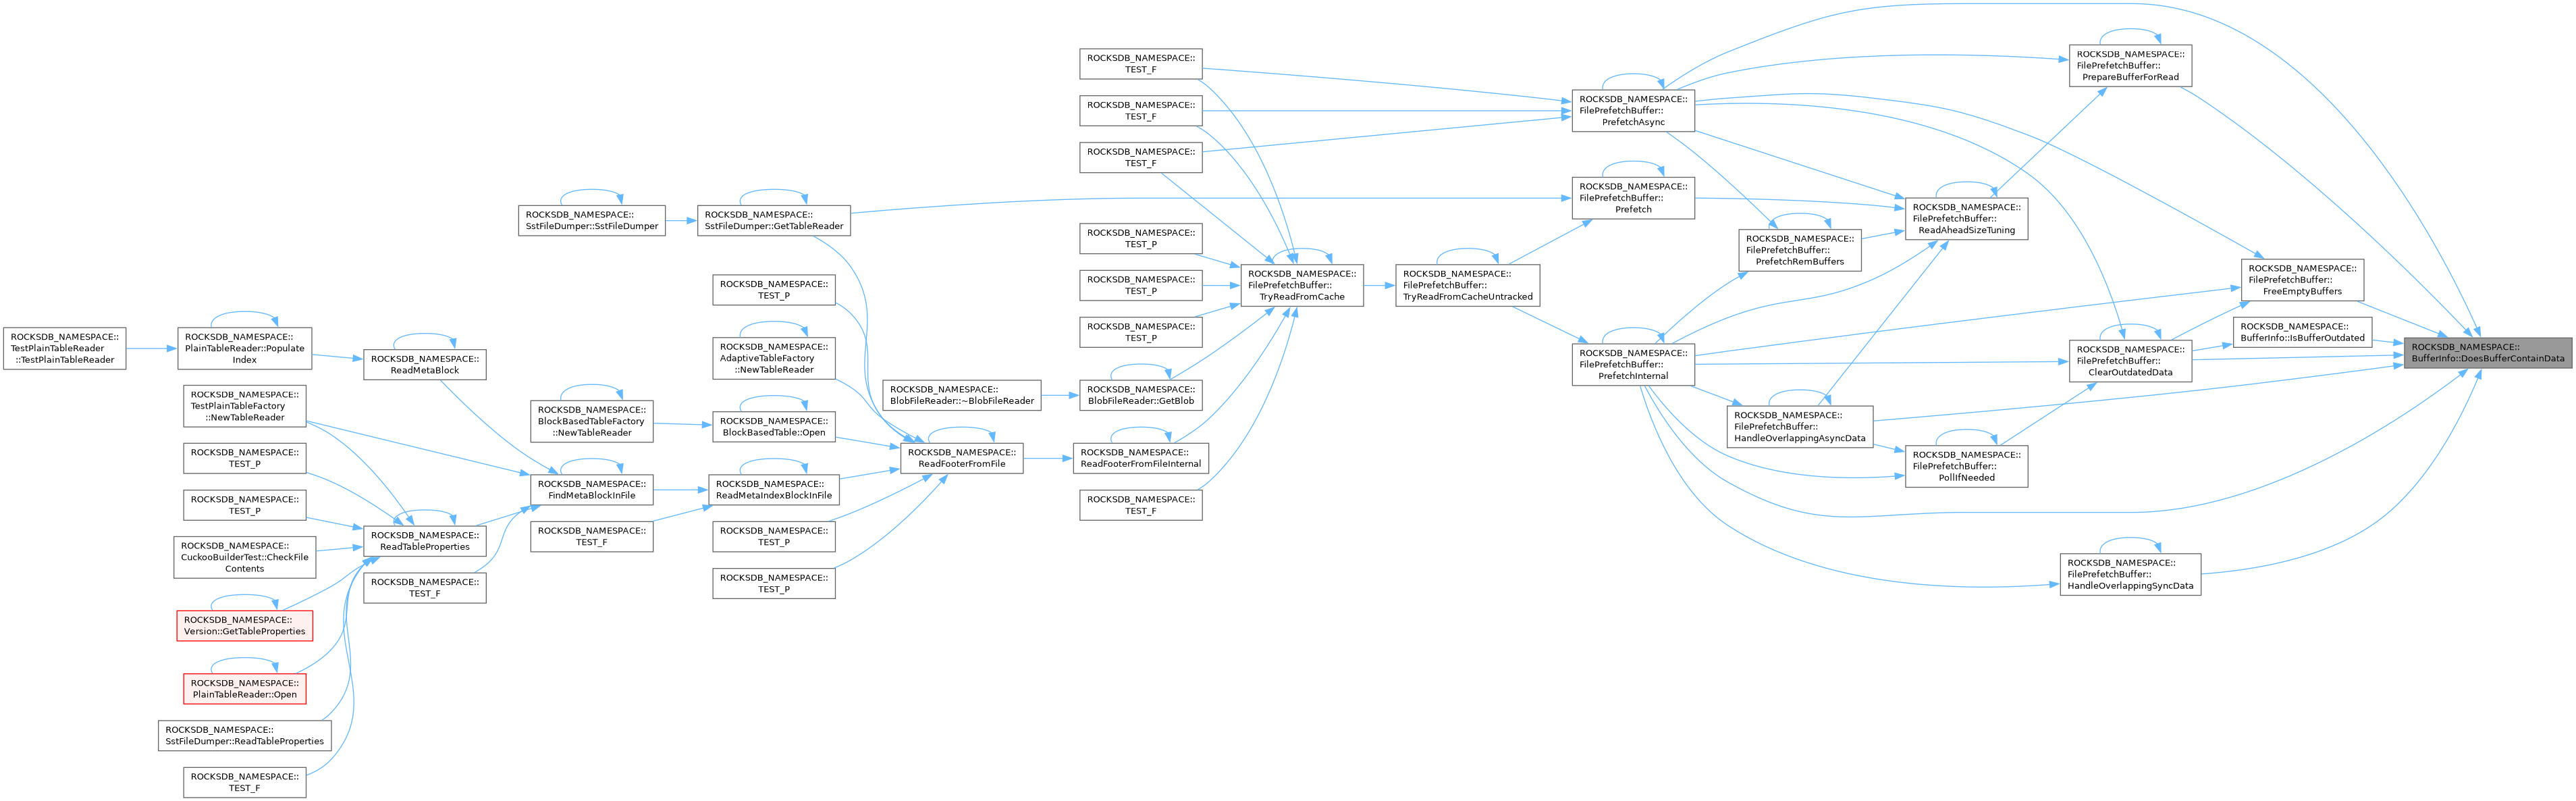 ROCKSDB_NAMESPACE::
TestPlainTableReader
::TestPlainTableReader
ROCKSDB_NAMESPACE::
PlainTableReader::Populate
Index
ROCKSDB_NAMESPACE::
TestPlainTableFactory
::NewTableReader
ROCKSDB_NAMESPACE::
TEST_P
ROCKSDB_NAMESPACE::
TEST_P
ROCKSDB_NAMESPACE::
CuckooBuilderTest::CheckFile
Contents
ROCKSDB_NAMESPACE::
Version::GetTableProperties
ROCKSDB_NAMESPACE::
PlainTableReader::Open
ROCKSDB_NAMESPACE::
SstFileDumper::ReadTableProperties
ROCKSDB_NAMESPACE::
TEST_F
ROCKSDB_NAMESPACE::
ReadMetaBlock
ROCKSDB_NAMESPACE::
ReadTableProperties
ROCKSDB_NAMESPACE::
TEST_F
ROCKSDB_NAMESPACE::
SstFileDumper::SstFileDumper
ROCKSDB_NAMESPACE::
BlockBasedTableFactory
::NewTableReader
ROCKSDB_NAMESPACE::
FindMetaBlockInFile
ROCKSDB_NAMESPACE::
TEST_F
ROCKSDB_NAMESPACE::
SstFileDumper::GetTableReader
ROCKSDB_NAMESPACE::
TEST_P
ROCKSDB_NAMESPACE::
AdaptiveTableFactory
::NewTableReader
ROCKSDB_NAMESPACE::
BlockBasedTable::Open
ROCKSDB_NAMESPACE::
ReadMetaIndexBlockInFile
ROCKSDB_NAMESPACE::
TEST_P
ROCKSDB_NAMESPACE::
TEST_P
ROCKSDB_NAMESPACE::
BlobFileReader::~BlobFileReader
ROCKSDB_NAMESPACE::
ReadFooterFromFile
ROCKSDB_NAMESPACE::
TEST_F
ROCKSDB_NAMESPACE::
TEST_F
ROCKSDB_NAMESPACE::
TEST_F
ROCKSDB_NAMESPACE::
TEST_P
ROCKSDB_NAMESPACE::
TEST_P
ROCKSDB_NAMESPACE::
TEST_P
ROCKSDB_NAMESPACE::
BlobFileReader::GetBlob
ROCKSDB_NAMESPACE::
ReadFooterFromFileInternal
ROCKSDB_NAMESPACE::
TEST_F
ROCKSDB_NAMESPACE::
FilePrefetchBuffer::
TryReadFromCache
ROCKSDB_NAMESPACE::
FilePrefetchBuffer::
TryReadFromCacheUntracked
ROCKSDB_NAMESPACE::
FilePrefetchBuffer::
PrefetchAsync
ROCKSDB_NAMESPACE::
FilePrefetchBuffer::
Prefetch
ROCKSDB_NAMESPACE::
FilePrefetchBuffer::
PrefetchInternal
ROCKSDB_NAMESPACE::
FilePrefetchBuffer::
PrefetchRemBuffers
ROCKSDB_NAMESPACE::
FilePrefetchBuffer::
HandleOverlappingAsyncData
ROCKSDB_NAMESPACE::
FilePrefetchBuffer::
ReadAheadSizeTuning
ROCKSDB_NAMESPACE::
FilePrefetchBuffer::
PollIfNeeded
ROCKSDB_NAMESPACE::
FilePrefetchBuffer::
PrepareBufferForRead
ROCKSDB_NAMESPACE::
FilePrefetchBuffer::
ClearOutdatedData
ROCKSDB_NAMESPACE::
FilePrefetchBuffer::
HandleOverlappingSyncData
ROCKSDB_NAMESPACE::
FilePrefetchBuffer::
FreeEmptyBuffers
ROCKSDB_NAMESPACE::
BufferInfo::IsBufferOutdated
ROCKSDB_NAMESPACE::
BufferInfo::DoesBufferContainData